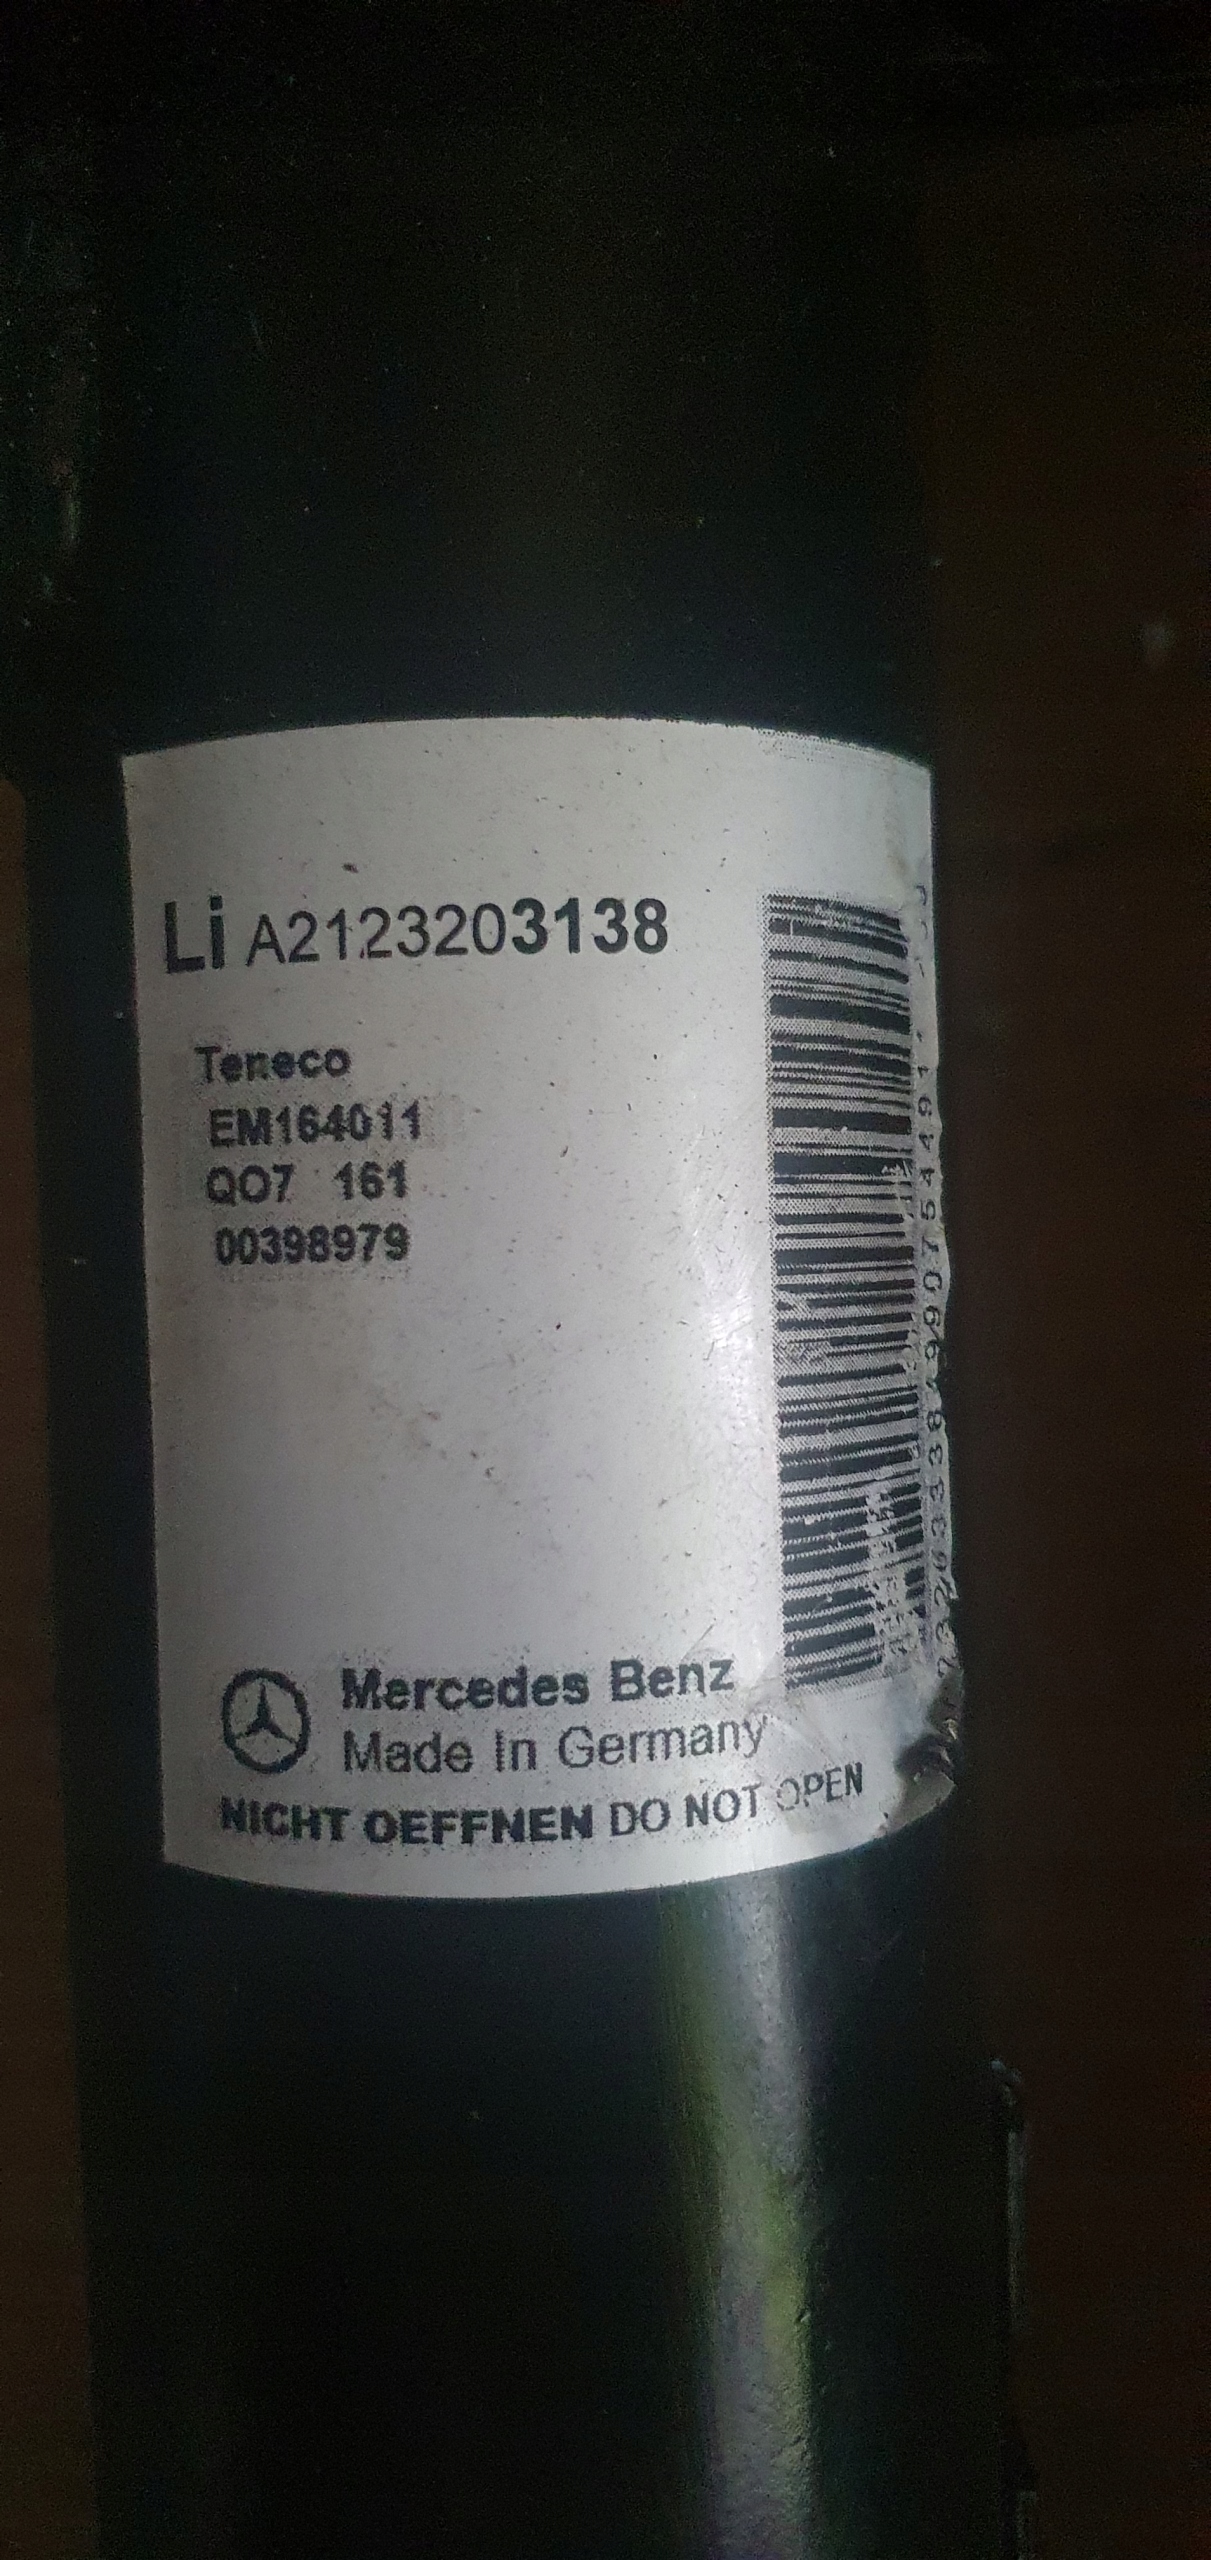 Li A2123203138
Teneco
EM164011
QO7 161
00398979
Mercedes Benz
Made In Germany
NICHT OEFFNEN DO NOT OPEN